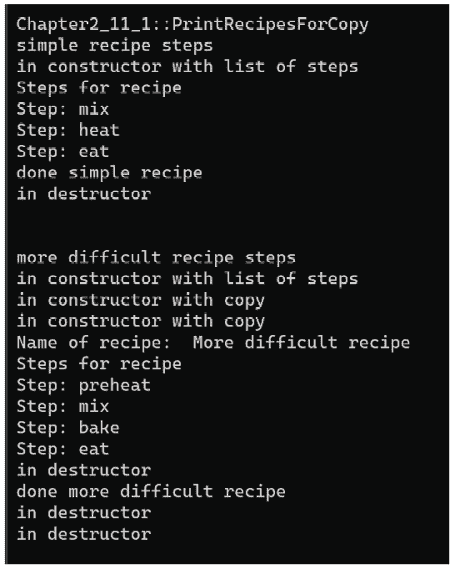 Chapter2_11_1::PrintRecipesForCopy
simple recipe steps
in constructor with list of steps
Steps for recipe
Step: mix
Step: heat
Step: eat
done simple recipe
in destructor
more difficult recipe steps
in constructor with list of steps
in constructor with copy
in constructor with copy
Name of recipe:  More difficult recipe
Steps for recipe
Step: preheat
Step: mix
Step: bake
Step: eat
in destructor
done more difficult recipe
in destructor
in destructor